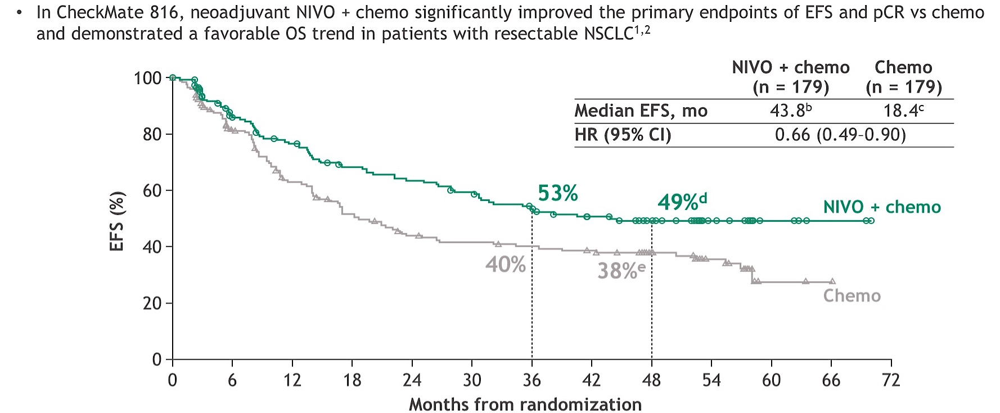 • In CheckMate 816, neoadjuvant NIVO + chemo significantly improved the primary endpoints of EFS and pCR vs chemo
and demonstrated a favorable OS trend in patients with resectable NSCLC1,2
NIVO + chemo Chemo
(n = 179) (n = 179)
Median EFS, mo 43.8b 18.4c
HR (95% CI) 0.66 (0.49-0.90)
100
80
60
40
20
0
EFS (%)
53%
49%d
NIVO + chemo
40%
38%e
Chemo
0 6 12 18 24 30 36 42 48 54 60 66 72
Months from randomization